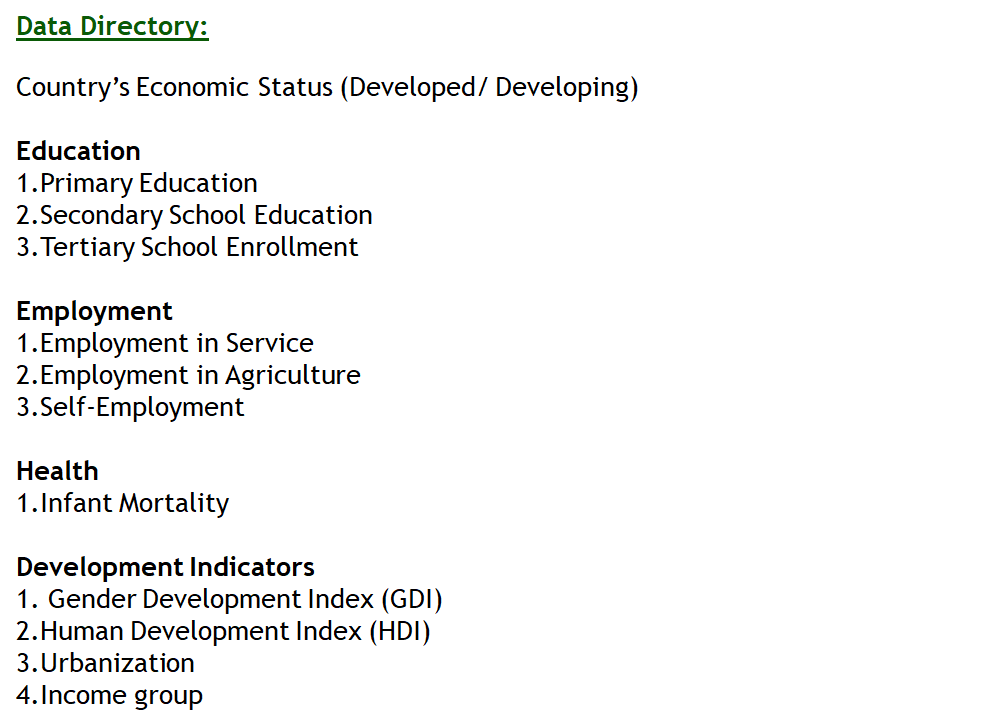 Data Directory:
Country’s Economic Status (Developed/ Developing)
Education
1.Primary Education
2.Secondary School Education
3.Tertiary School Enrollment
Employment
1.Employment in Service
2.Employment in Agriculture
3.Self-Employment
Health
1.Infant Mortality
Development Indicators
1. Gender Development Index (GDI)
2.Human Development Index (HDI)
3.Urbanization
4.Income group